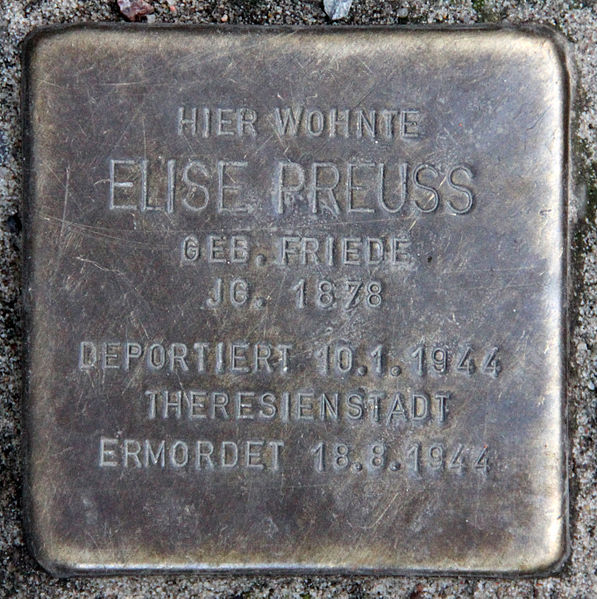 HIER WOHNTE
ELISE PREUSS
GEB. FRIEDE
JG. 1878
DEPORTIERT 10.1.1944
THERESIENSTADT
ERMORDET 18.8.1944